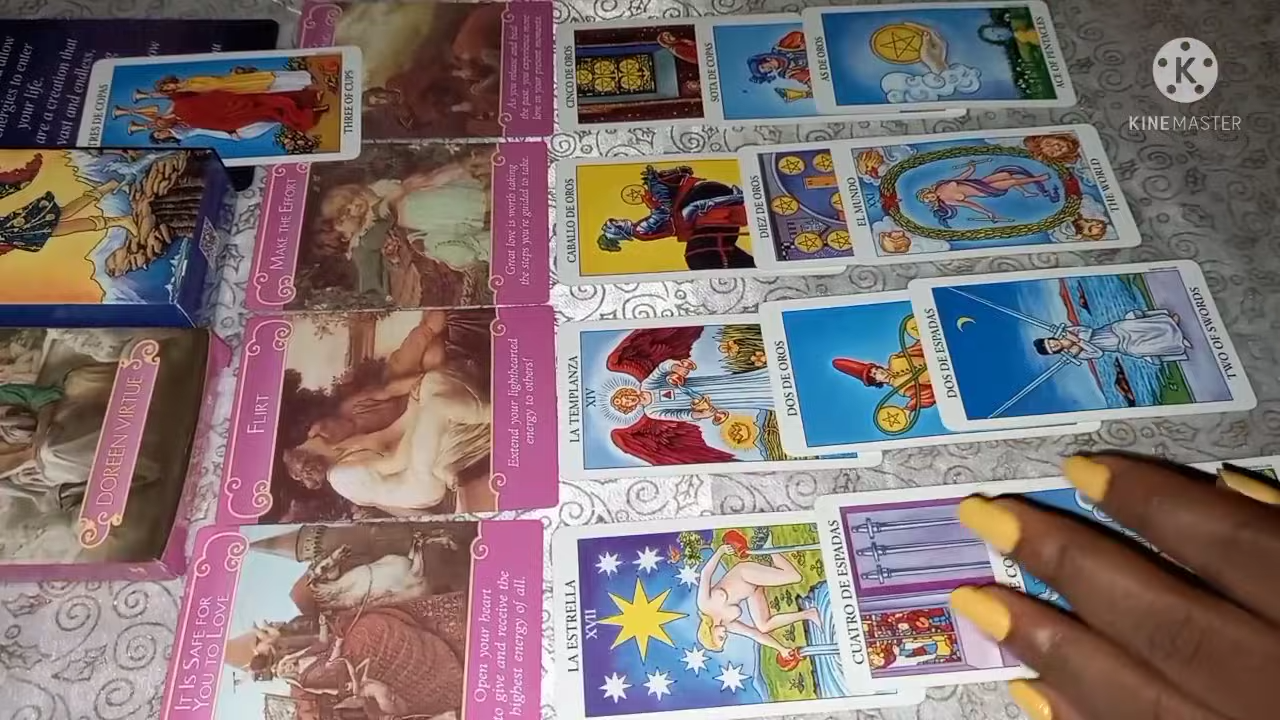 allow
energies to enter
your life.
are a creation that
vast and endless,
TRES DE COPAS
THREE OF CUPS
As you release and heal
the past, you experience more
love in your present moments.
CINCO DE OROS
SOTA DE COPAS
AS DE OROS
ACE OF PENTACLES
K
KINEMASTER
MAKE THE EFFORT
Great love is worth taking
the steps you're guided to take.
CABALLO DE OROS
DIEZ DE OROS
EL MUNDO
XXI
THE WORLD
DOREEN VIRTUE
FLIRT
Extend your lighthearted
energy to others!
LA TEMPLANZA
XIV
DOS DE OROS
DOS DE ESPADAS
TWO OF SWORDS
IT IS SAFE FOR
YOU TO LOVE
Open your heart
to give and receive the
highest energy of all.
LA ESTRELLA
XVII
CUATRO DE ESPADAS